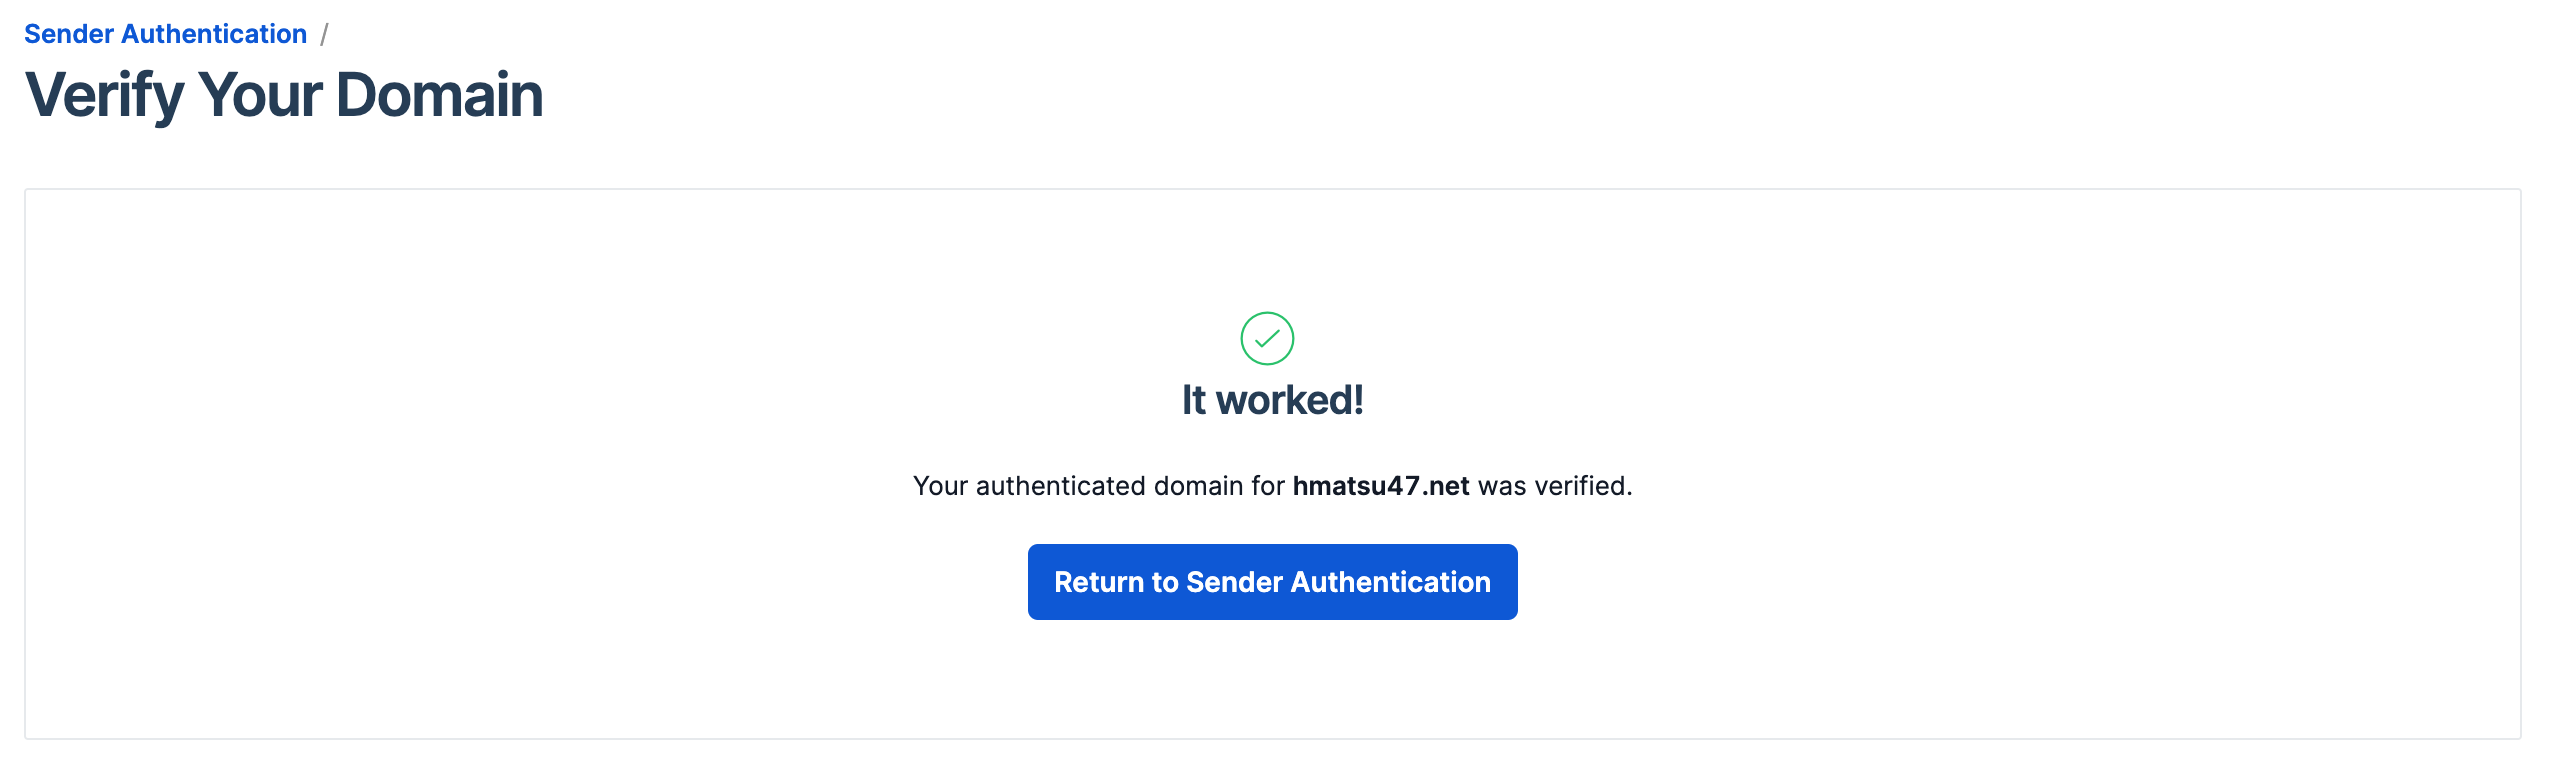 Sender Authentication /
Verify Your Domain
It worked!
Your authenticated domain for hmatsu47.net was verified.
Return to Sender Authentication